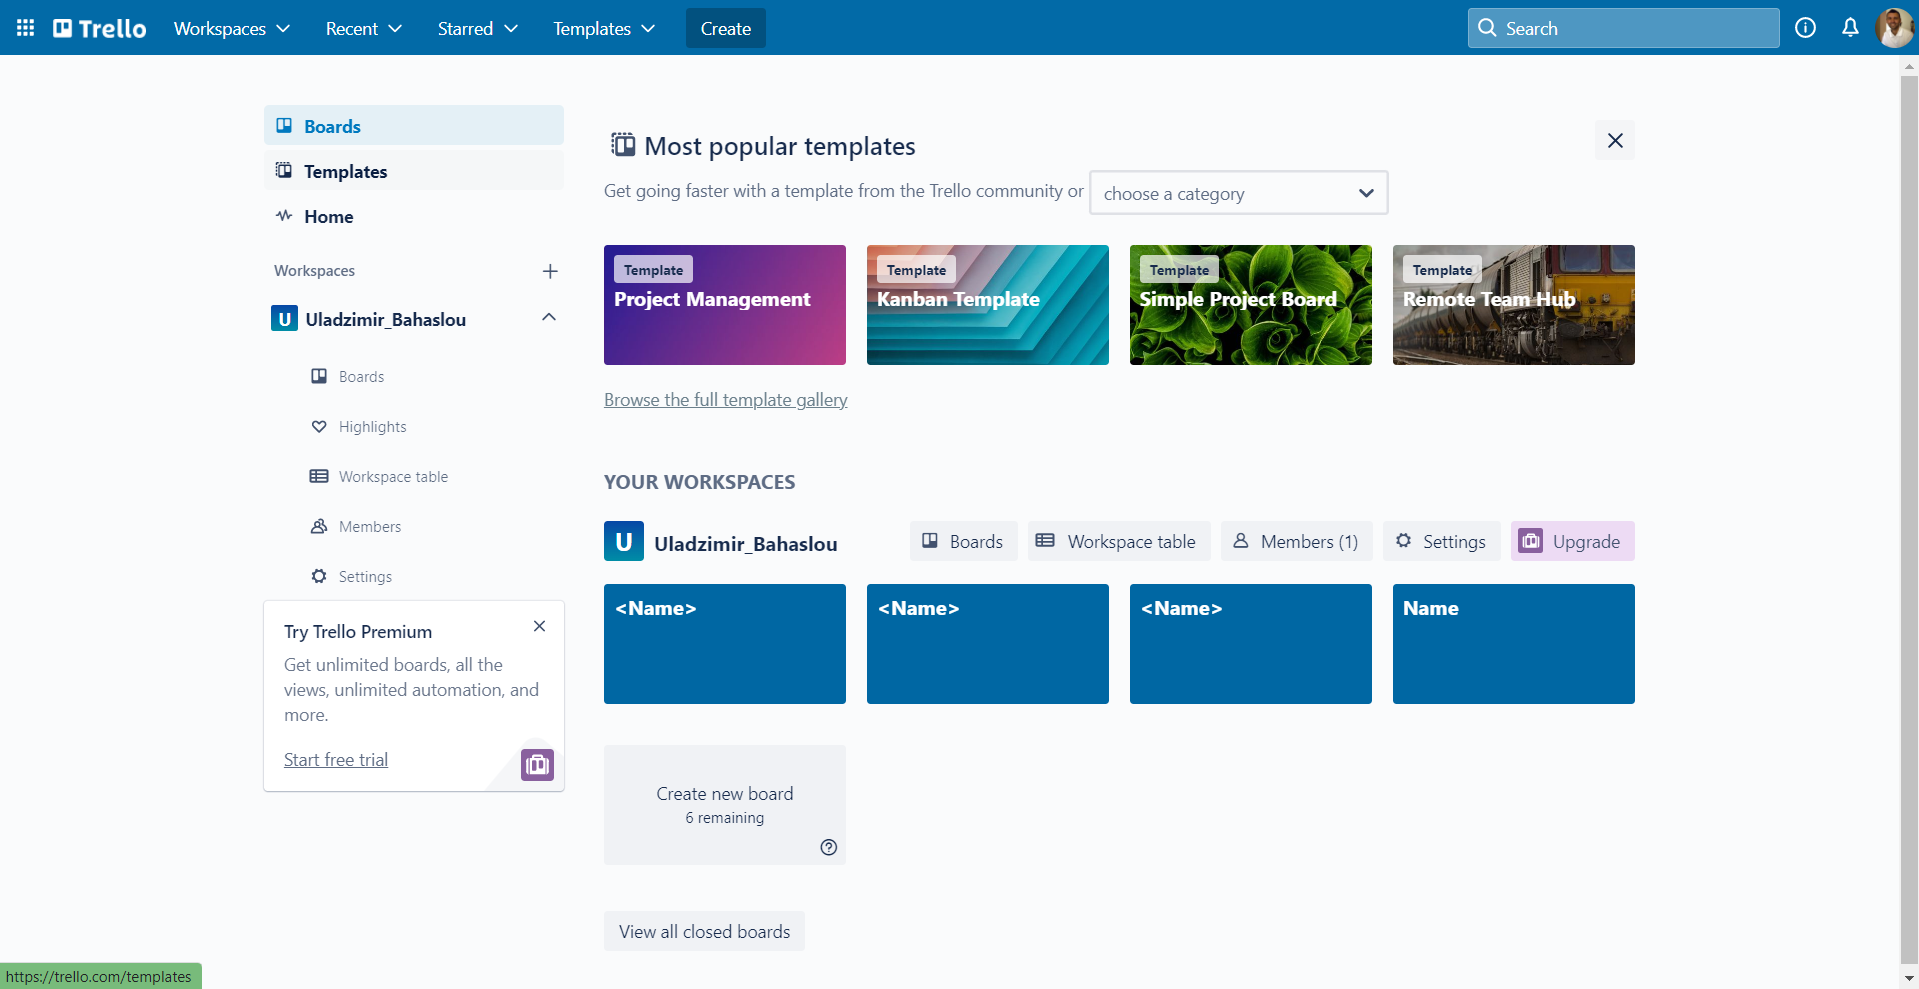 Trello
Workspaces
Recent
Starred
Templates
Create
Search
Boards
Templates
Home
Workspaces
U Uladzimir_Bahaslou
Boards
Highlights
Workspace table
Members
Settings
Try Trello Premium
Get unlimited boards, all the
views, unlimited automation, and
more.
Start free trial
Most popular templates
Get going faster with a template from the Trello community or
choose a category
Template
Project Management
Template
Kanban Template
Template
Simple Project Board
Template
Remote Team Hub
Browse the full template gallery
YOUR WORKSPACES
U Uladzimir_Bahaslou
Boards
Workspace table
Members (1)
Settings
Upgrade
<Name>
<Name>
<Name>
Name
Create new board
6 remaining
View all closed boards
https://trello.com/templates